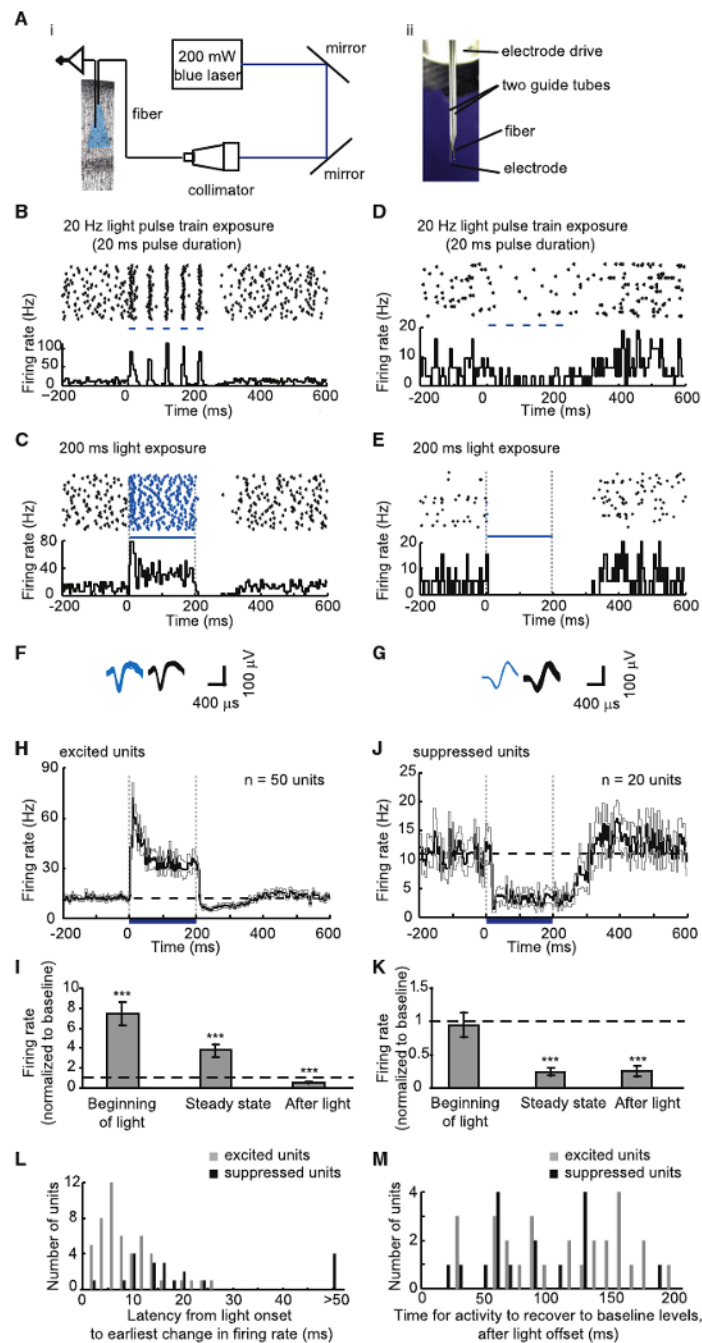 A
i
200 mW
blue laser
mirror
fiber
collimator
mirror
ii
electrode drive
two guide tubes
fiber
electrode
B
20 Hz light pulse train exposure
(20 ms pulse duration)
Firing rate (Hz)
100
50
0
-200 0 200 400 600
Time (ms)
D
20 Hz light pulse train exposure
(20 ms pulse duration)
Firing rate (Hz)
20
10
0
-200 0 200 400 600
Time (ms)
C
200 ms light exposure
Firing rate (Hz)
80
40
0
-200 0 200 400 600
Time (ms)
E
200 ms light exposure
Firing rate (Hz)
20
10
0
-200 0 200 400 600
Time (ms)
F
400 µs
100 µV
G
400 µs
100 µV
H
excited units
n = 50 units
Firing rate (Hz)
90
60
30
0
-200 0 200 400 600
Time (ms)
J
suppressed units
n = 20 units
Firing rate (Hz)
25
20
15
10
5
0
-200 0 200 400 600
Time (ms)
I
Firing rate
(normalized to baseline)
10
8
6
4
2
0
***
***
***
Beginning
of light
Steady state
After light
K
Firing rate
(normalized to baseline)
1.5
1
0.5
0
***
***
Beginning
of light
Steady state
After light
L
excited units
suppressed units
Number of units
12
8
4
0
0 10 20 30 40 >50
Latency from light onset
to earliest change in firing rate (ms)
M
excited units
suppressed units
Number of units
4
2
0
0 50 100 150 200
Time for activity to recover to baseline levels,
after light offset (ms)